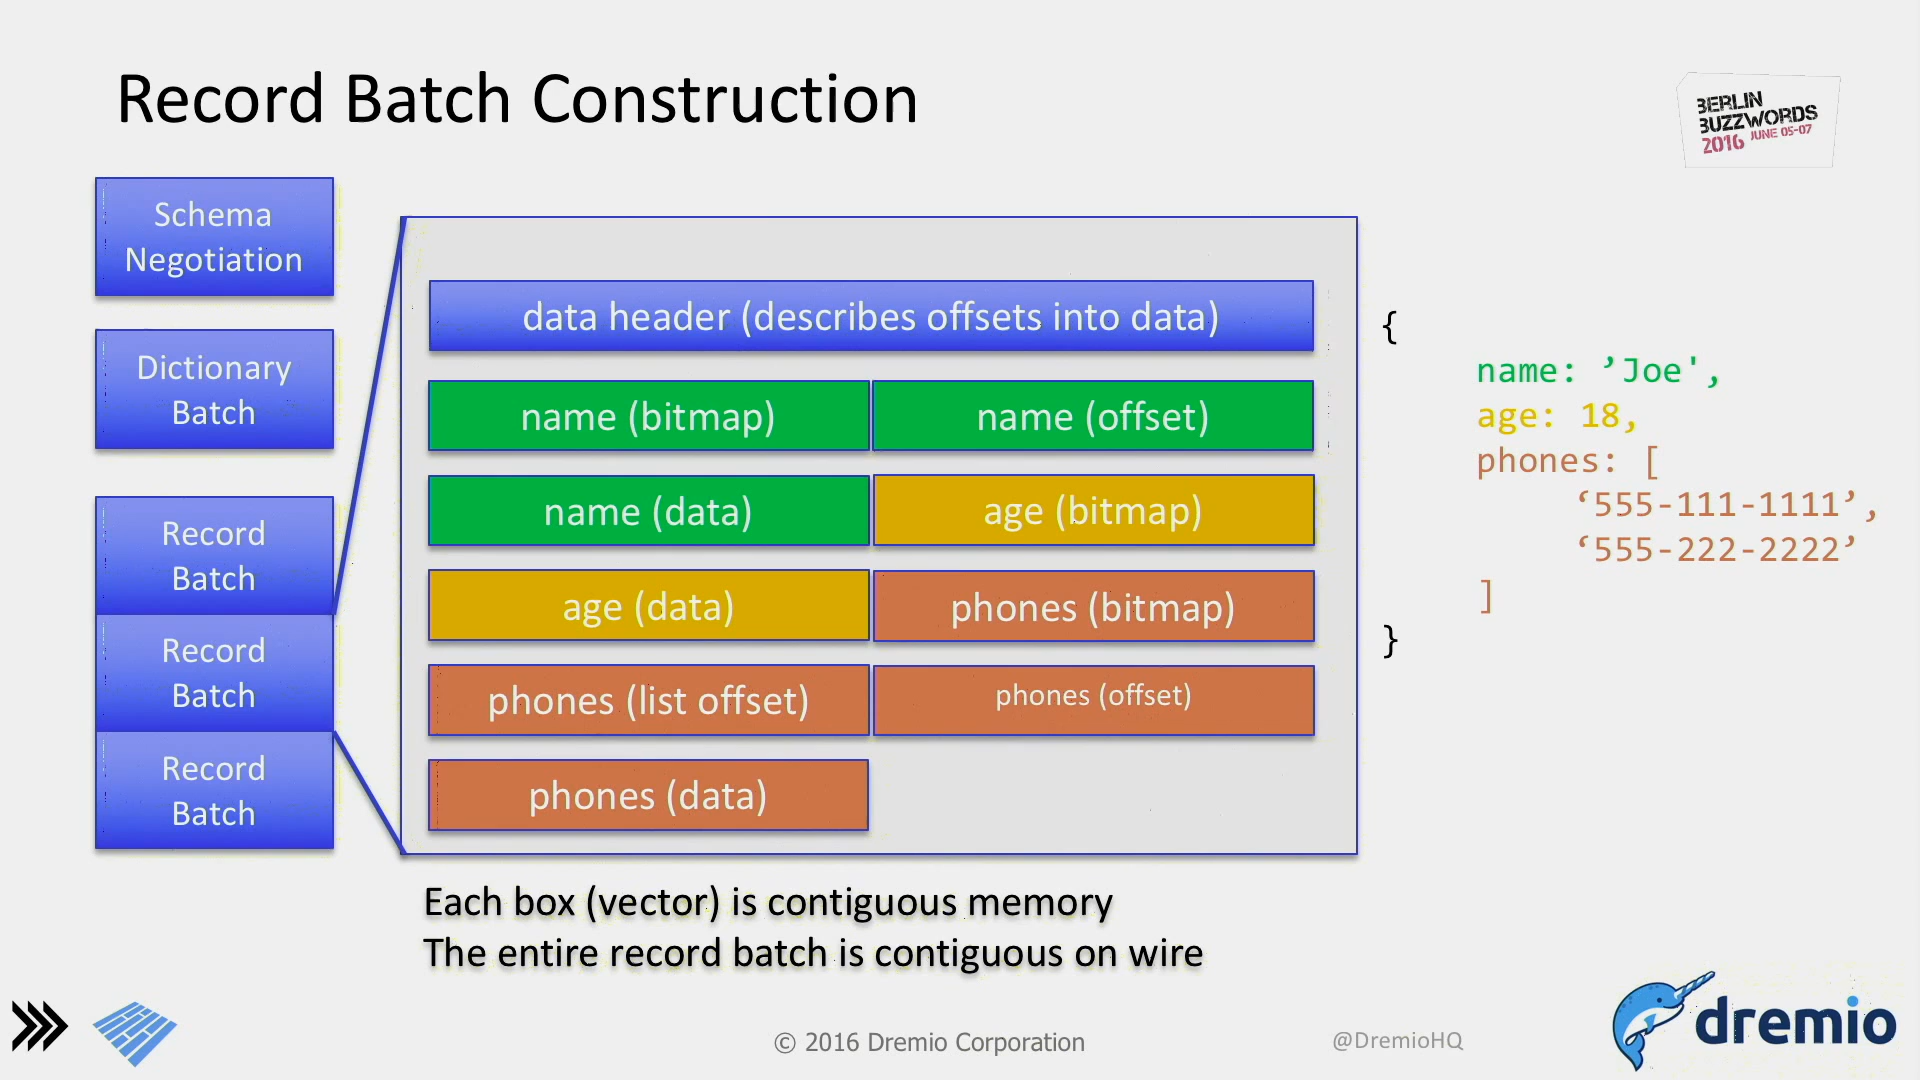 Record Batch Construction
BERLIN
BUZZWORDS
2016 JUNE 05-07
Schema
Negotiation
Dictionary
Batch
Record
Batch
Record
Batch
Record
Batch
data header (describes offsets into data)
name (bitmap)
name (offset)
name (data)
age (bitmap)
age (data)
phones (bitmap)
phones (list offset)
phones (offset)
phones (data)
{
name: ’Joe',
age: 18,
phones: [
‘555-111-1111’,
‘555-222-2222’
]
}
Each box (vector) is contiguous memory
The entire record batch is contiguous on wire
© 2016 Dremio Corporation
@DremioHQ
dremio